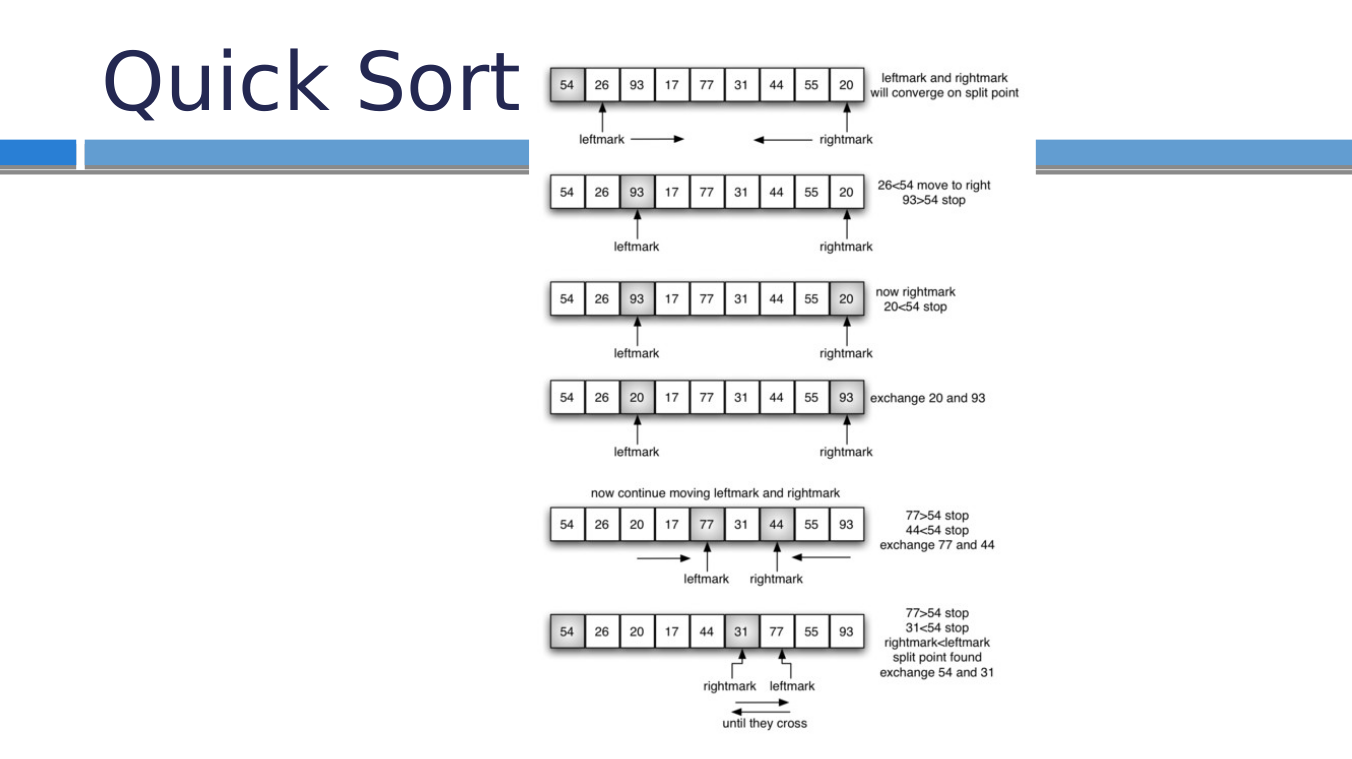 Quick Sort
54 26 93 17 77 31 44 55 20
leftmark and rightmark
will converge on split point
leftmark rightmark
54 26 93 17 77 31 44 55 20
26<54 move to right
93>54 stop
leftmark rightmark
54 26 93 17 77 31 44 55 20
now rightmark
20<54 stop
leftmark rightmark
54 26 20 17 77 31 44 55 93
exchange 20 and 93
leftmark rightmark
now continue moving leftmark and rightmark
54 26 20 17 77 31 44 55 93
77>54 stop
44<54 stop
exchange 77 and 44
leftmark rightmark
54 26 20 17 44 31 77 55 93
77>54 stop
31<54 stop
rightmark<leftmark
split point found
exchange 54 and 31
rightmark leftmark
until they cross